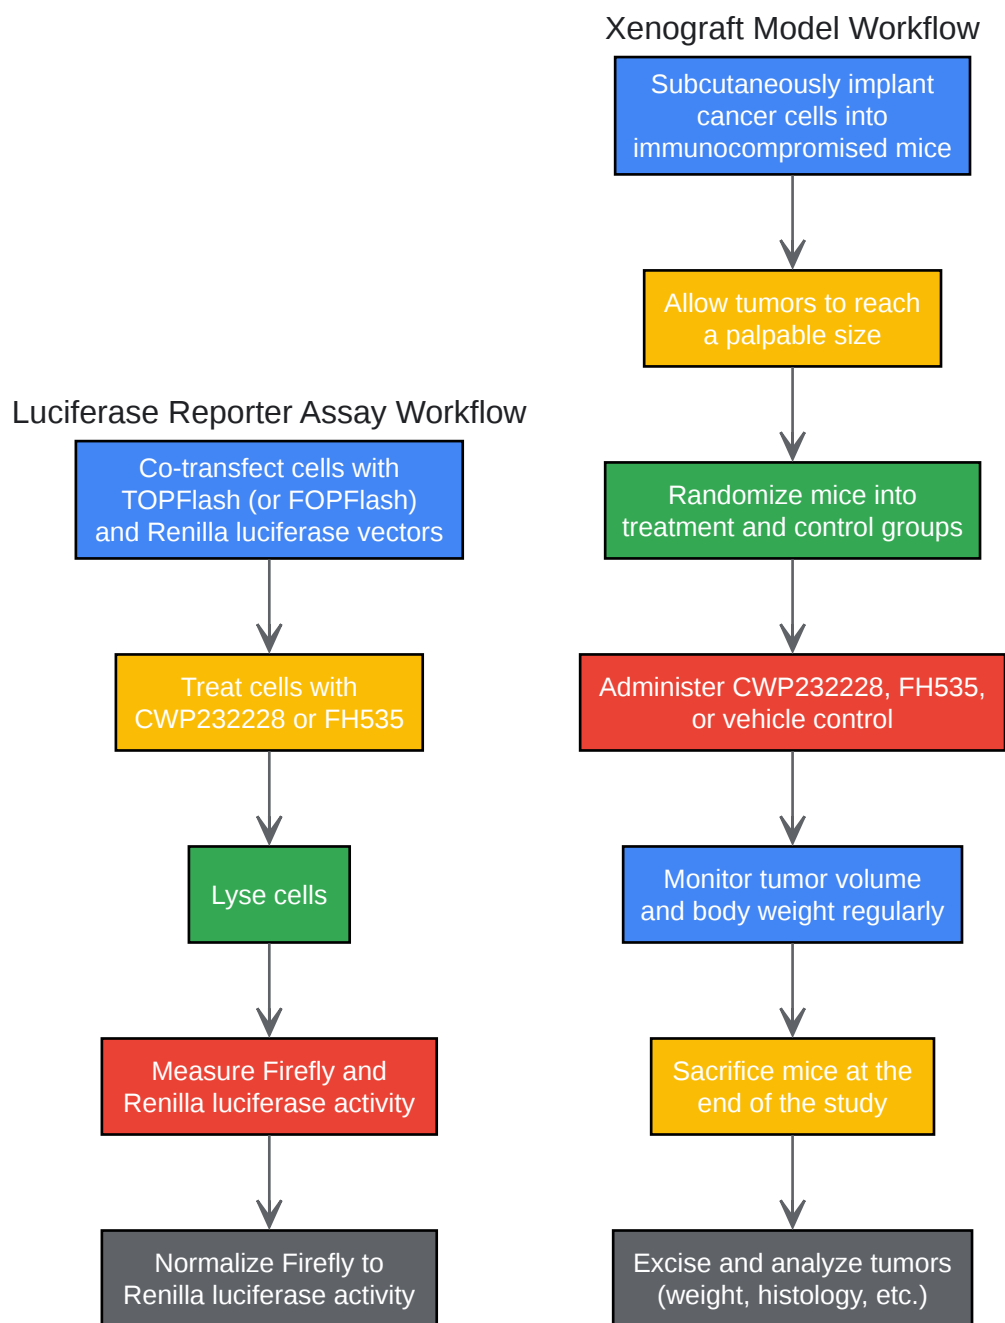 Xenograft Model Workflow
Subcutaneously implant
cancer cells into
immunocompromised mice
Allow tumors to reach
a palpable size
Randomize mice into
treatment and control groups
Administer CWP232228, FH535,
or vehicle control
Monitor tumor volume
and body weight regularly
Sacrifice mice at the
end of the study
Excise and analyze tumors
(weight, histology, etc.)
Luciferase Reporter Assay Workflow
Co-transfect cells with
TOPFlash (or FOPFlash)
and Renilla luciferase vectors
Treat cells with
CWP232228 or FH535
Lyse cells
Measure Firefly and
Renilla luciferase activity
Normalize Firefly to
Renilla luciferase activity